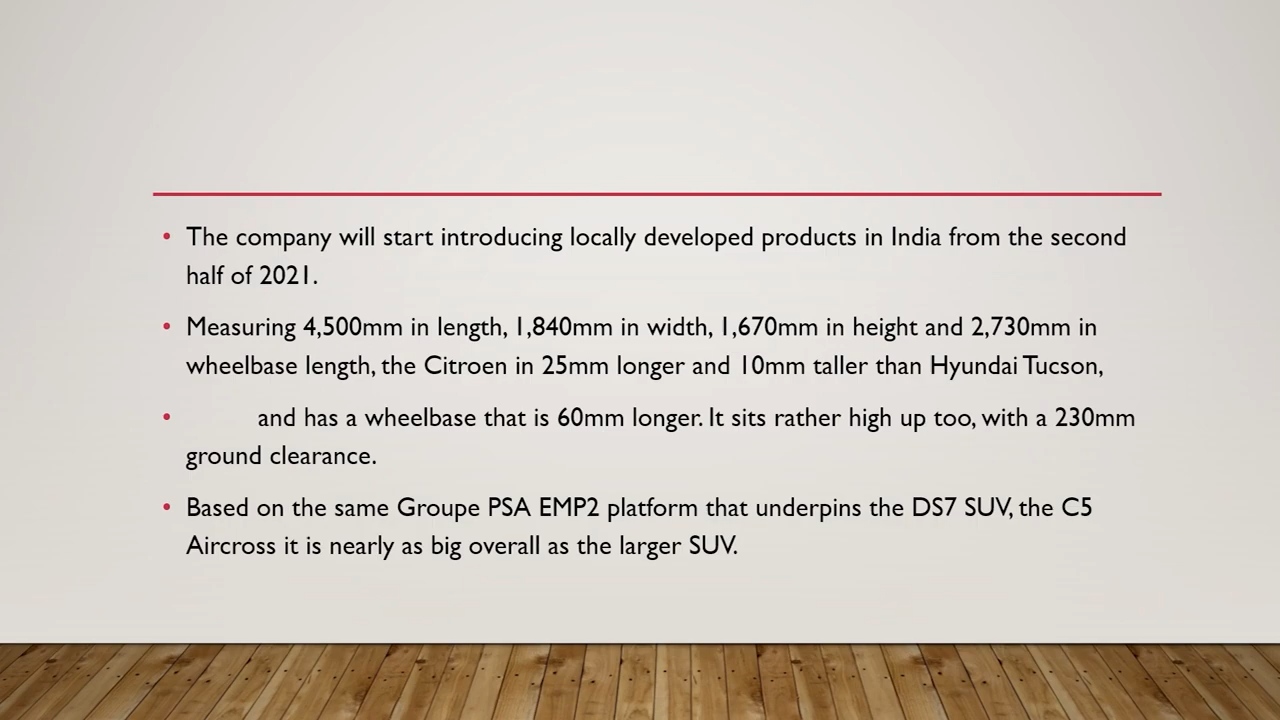 • The company will start introducing locally developed products in India from the second
half of 2021.
• Measuring 4,500mm in length, 1,840mm in width, 1,670mm in height and 2,730mm in
wheelbase length, the Citroen in 25mm longer and 10mm taller than Hyundai Tucson,
• and has a wheelbase that is 60mm longer. It sits rather high up too, with a 230mm
ground clearance.
• Based on the same Groupe PSA EMP2 platform that underpins the DS7 SUV, the C5
Aircross it is nearly as big overall as the larger SUV.